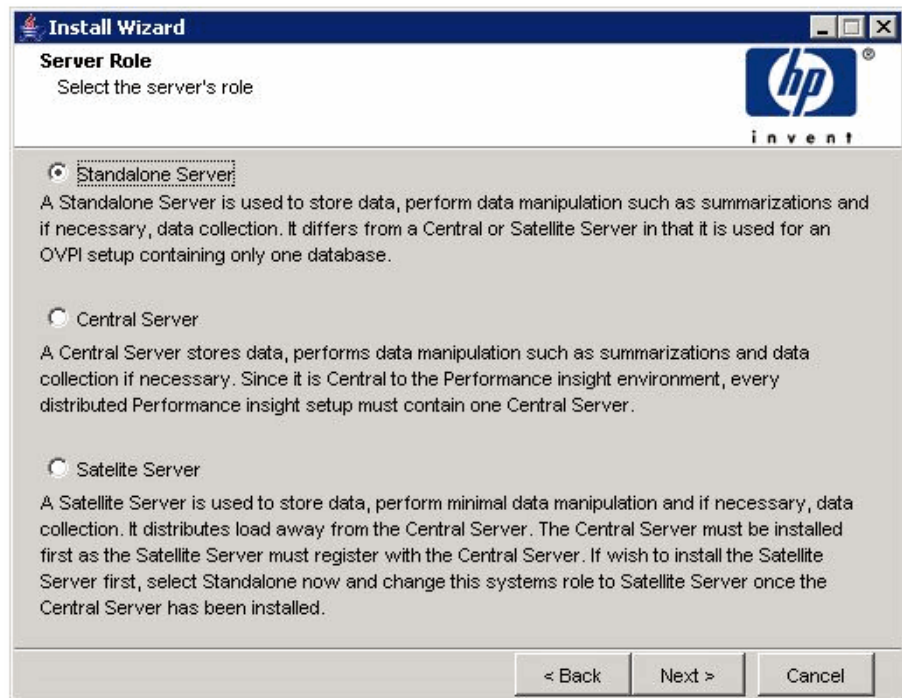 Install Wizard
Server Role
Select the server's role
hp
®
invent
Standalone Server
A Standalone Server is used to store data, perform data manipulation such as summarizations and
if necessary, data collection. It differs from a Central or Satellite Server in that it is used for an
OVPI setup containing only one database.
Central Server
A Central Server stores data, performs data manipulation such as summarizations and data
collection if necessary. Since it is Central to the Performance insight environment, every
distributed Performance insight setup must contain one Central Server.
Satelite Server
A Satellite Server is used to store data, perform minimal data manipulation and if necessary, data
collection. It distributes load away from the Central Server. The Central Server must be installed
first as the Satellite Server must register with the Central Server. If wish to install the Satellite
Server first, select Standalone now and change this systems role to Satellite Server once the
Central Server has been installed.
< Back Next > Cancel